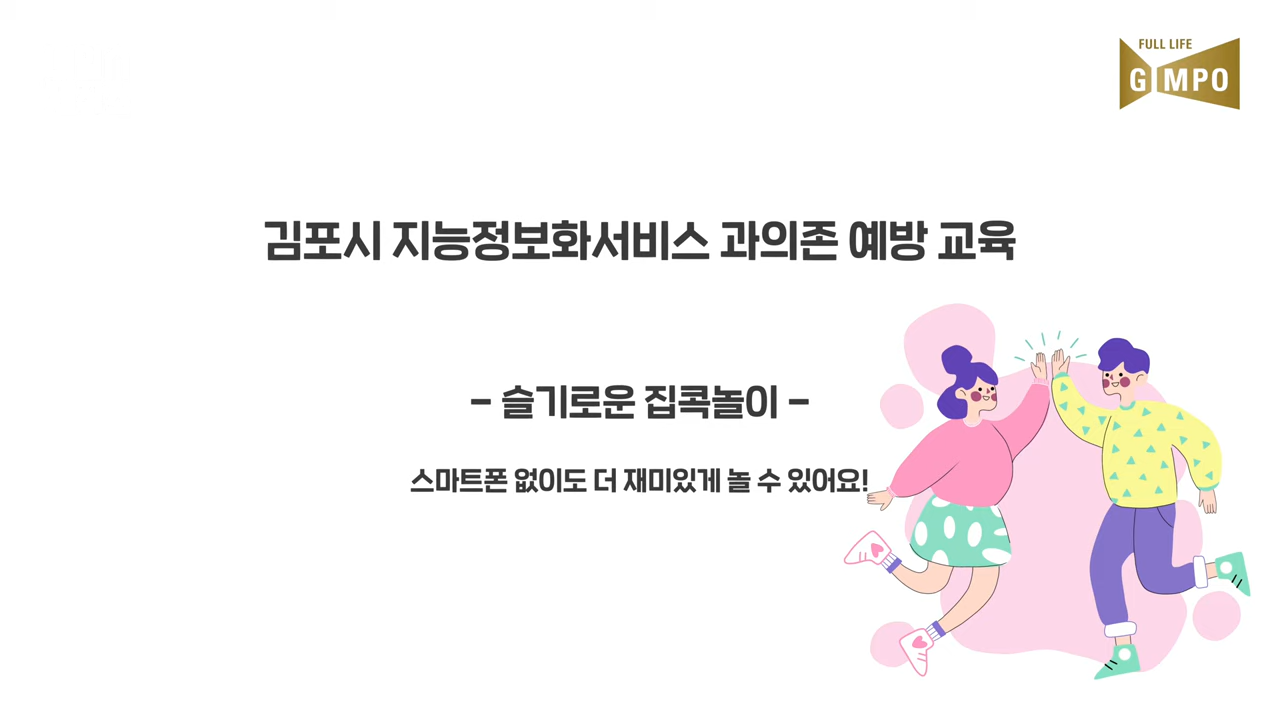 FULL LIFE
GIMPO
김포시 지능정보화서비스 과의존 예방 교육
- 슬기로운 집콕놀이 -
스마트폰 없이도 더 재미있게 놀 수 있어요!